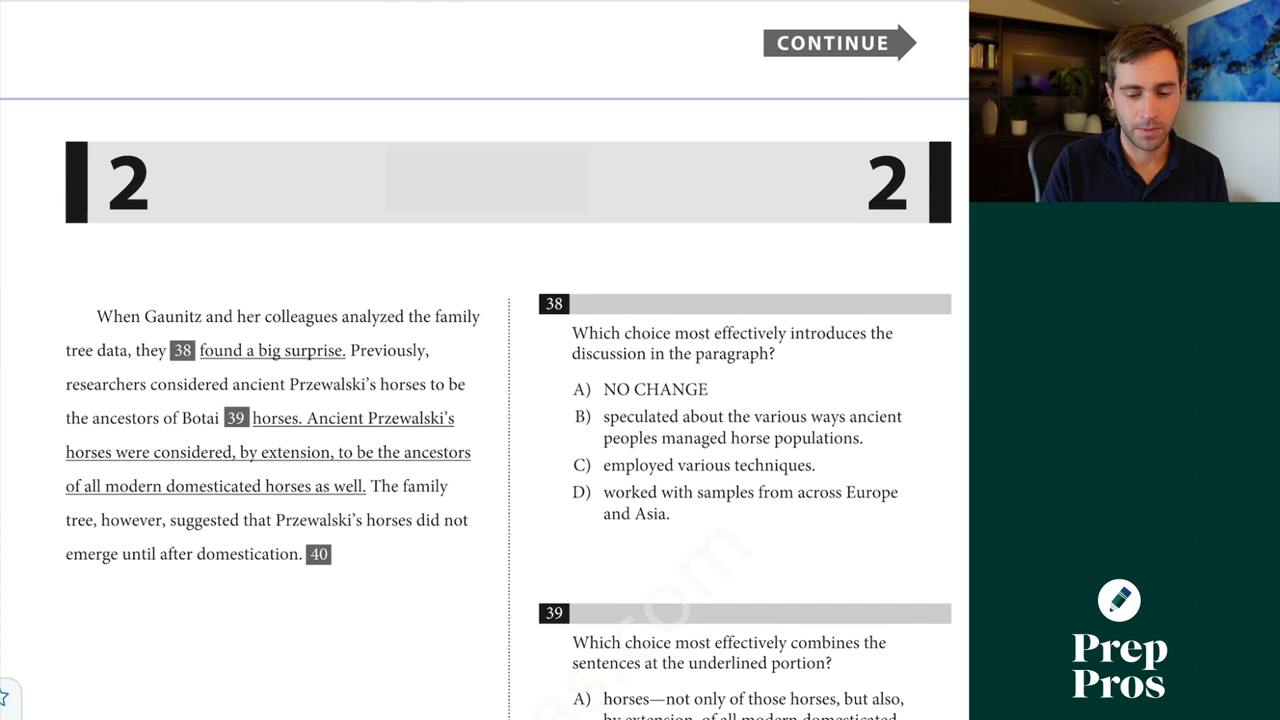 CONTINUE
2 2
When Gaunitz and her colleagues analyzed the family
tree data, they 38 found a big surprise. Previously,
researchers considered ancient Przewalski's horses to be
the ancestors of Botai 39 horses. Ancient Przewalski's
horses were considered, by extension, to be the ancestors
of all modern domesticated horses as well. The family
tree, however, suggested that Przewalski's horses did not
emerge until after domestication. 40
38
Which choice most effectively introduces the
discussion in the paragraph?
A) NO CHANGE
B) speculated about the various ways ancient
peoples managed horse populations.
C) employed various techniques.
D) worked with samples from across Europe
and Asia.
39
Which choice most effectively combines the
sentences at the underlined portion?
A) horses—not only of those horses, but also,
by extension, of all modern domesticated
Prep
Pros